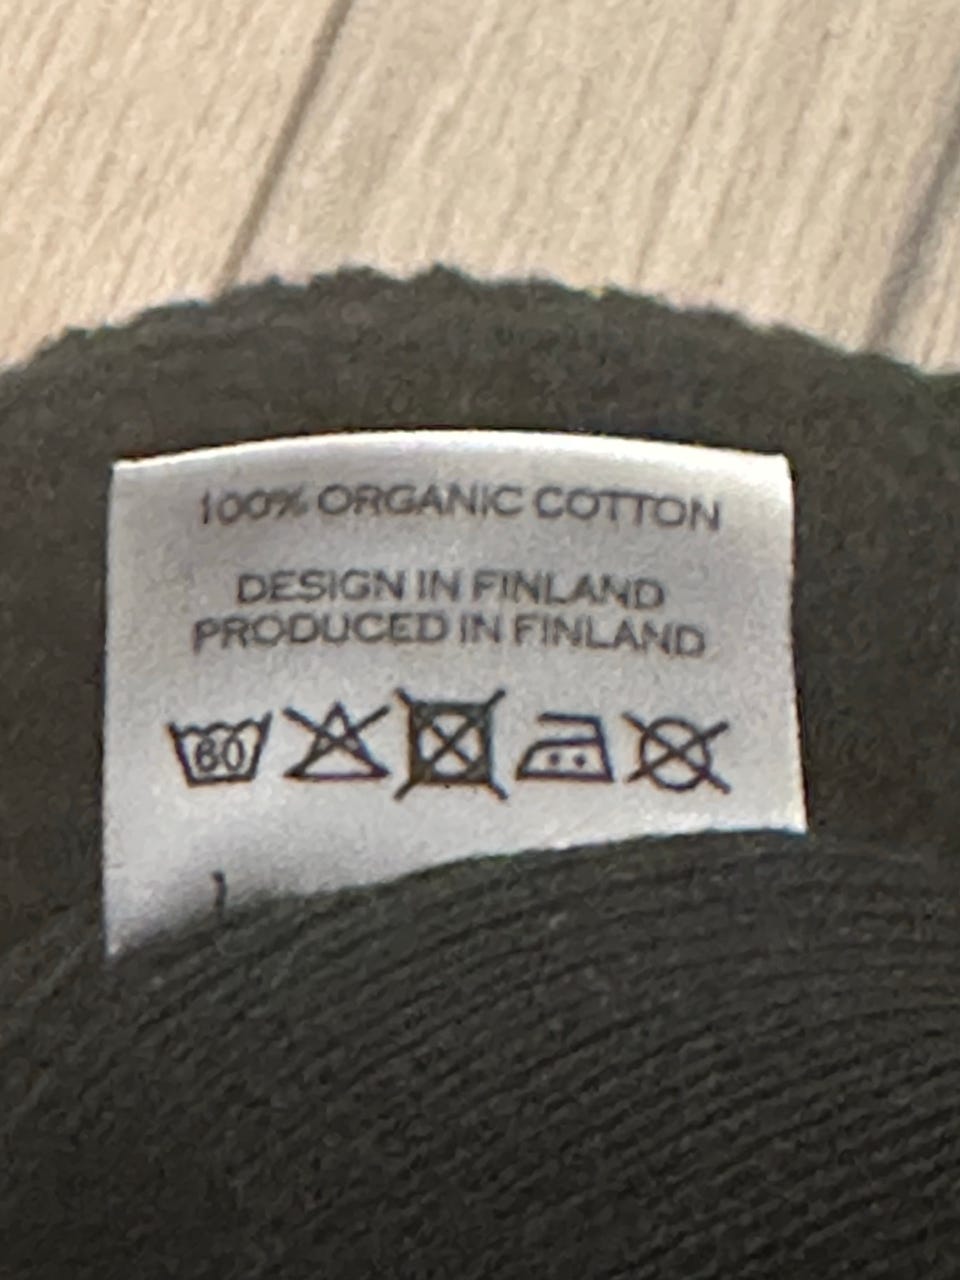 100% ORGANIC COTTON
DESIGN IN FINLAND
PRODUCED IN FINLAND
60